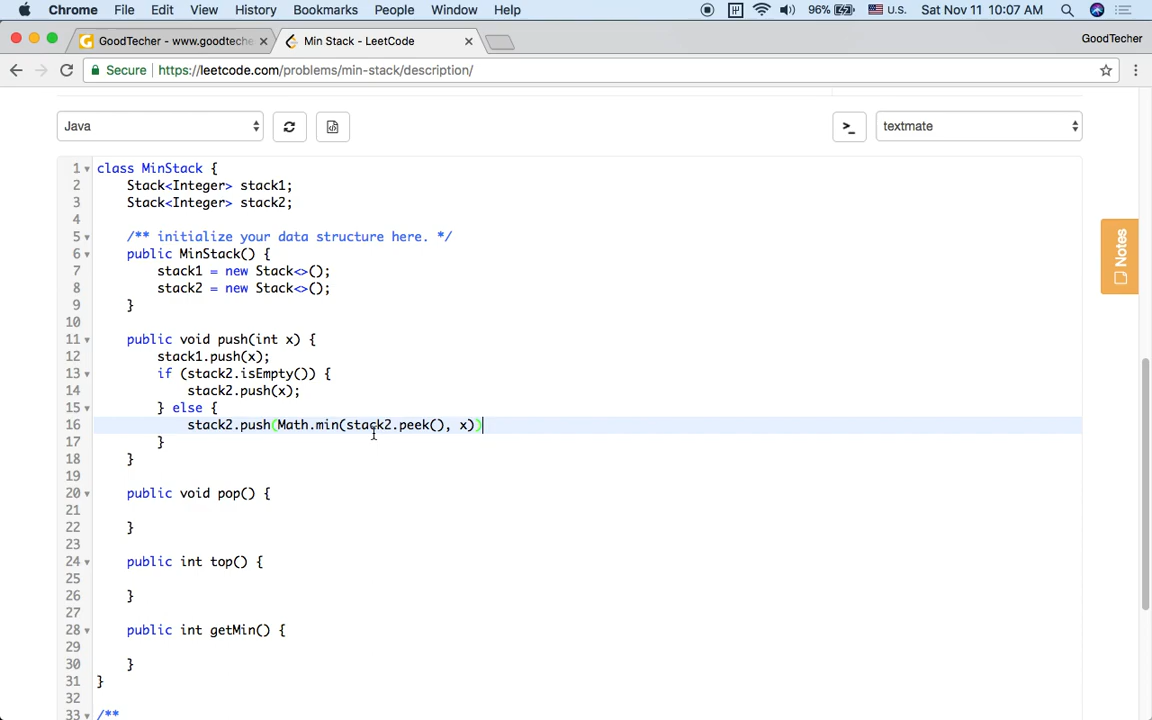 Chrome File Edit View History Bookmarks People Window Help 96% U.S. Sat Nov 11 10:07 AM
GoodTecher - www.goodteche Min Stack - LeetCode GoodTecher
Secure https://leetcode.com/problems/min-stack/description/
Java textmate
Notes
1 class MinStack {
2 Stack<Integer> stack1;
3 Stack<Integer> stack2;
4
5 /** initialize your data structure here. */
6 public MinStack() {
7 stack1 = new Stack<>();
8 stack2 = new Stack<>();
9 }
10
11 public void push(int x) {
12 stack1.push(x);
13 if (stack2.isEmpty()) {
14 stack2.push(x);
15 } else {
16 stack2.push(Math.min(stack2.peek(), x))
17 }
18 }
19
20 public void pop() {
21
22 }
23
24 public int top() {
25
26 }
27
28 public int getMin() {
29
30 }
31 }
32
33 /**